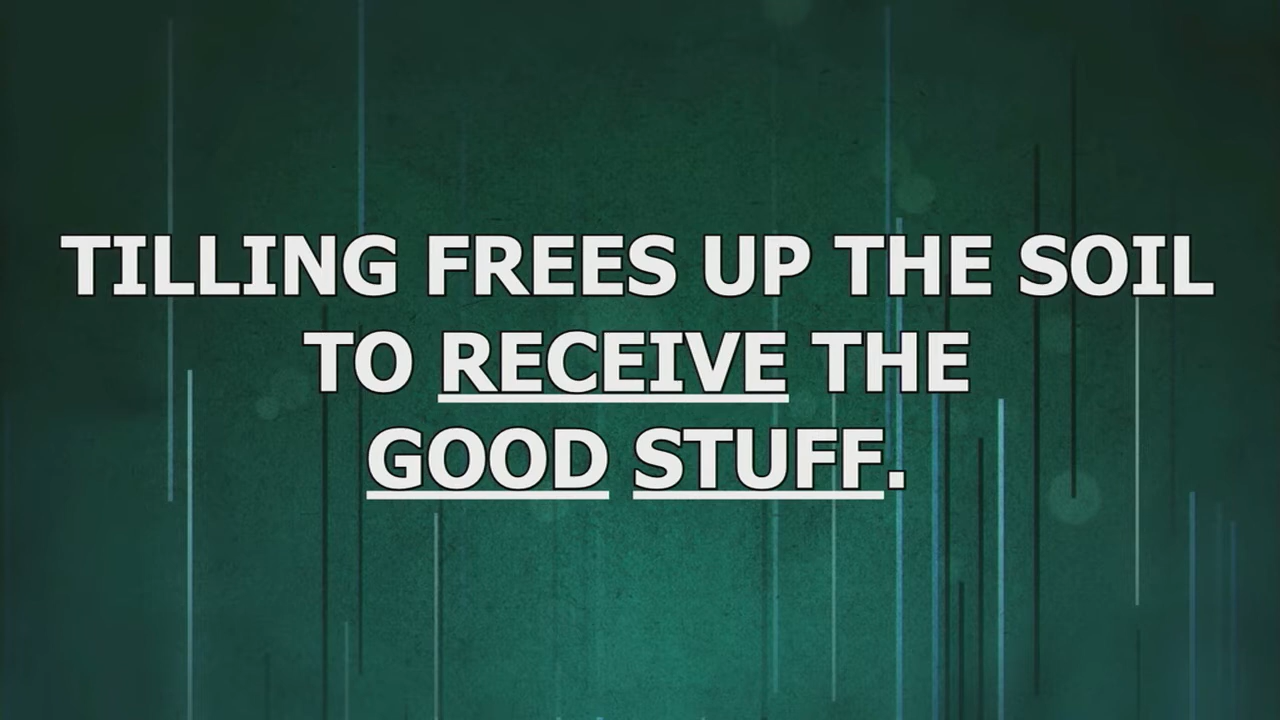 TILLING FREES UP THE SOIL
TO RECEIVE THE
GOOD STUFF.